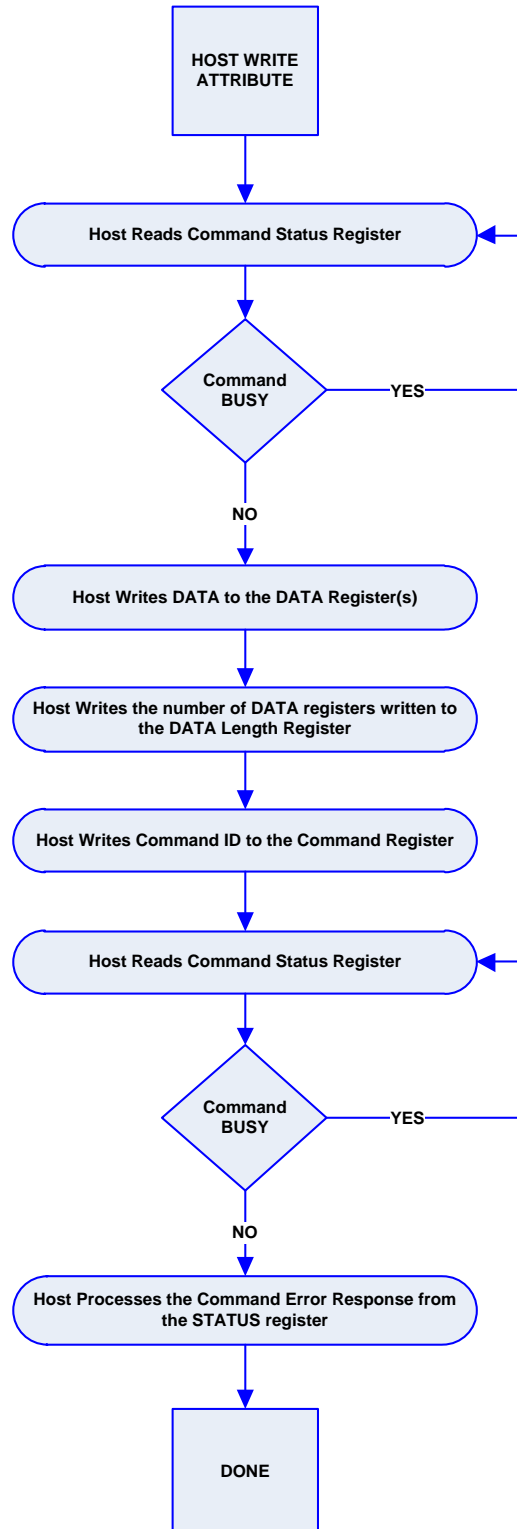 HOST WRITE
ATTRIBUTE
Host Reads Command Status Register
Command
BUSY
YES
NO
Host Writes DATA to the DATA Register(s)
Host Writes the number of DATA registers written to
the DATA Length Register
Host Writes Command ID to the Command Register
Host Reads Command Status Register
Command
BUSY
YES
NO
Host Processes the Command Error Response from
the STATUS register
DONE